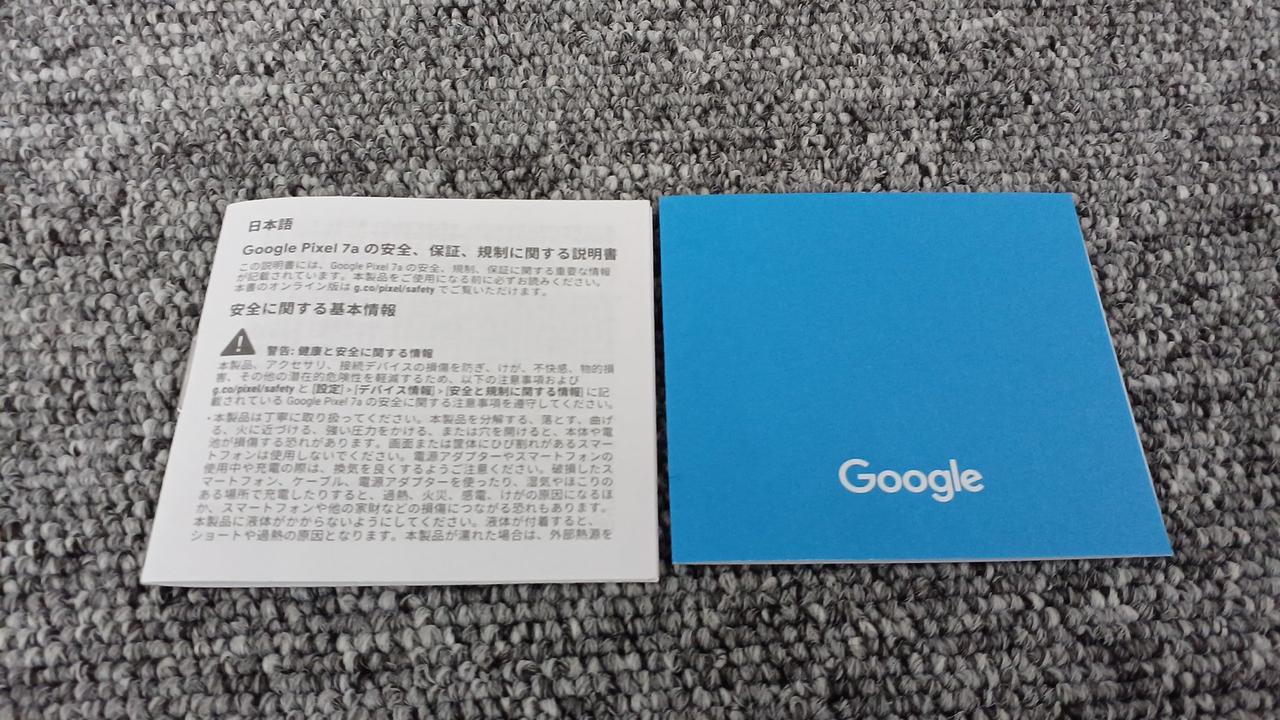 日本語
Google Pixel 7a の安全、保証、規制に関する説明書
この説明書には、Google Pixel 7a の安全、規制、保証に関する重要な情報
が記載されています。本製品をご使用になる前に必ずお読みください。
本書のオンライン版は g.co/pixel/safety でご覧いただけます。
安全に関する基本情報
警告: 健康と安全に関する情報
本製品、アクセサリ、接続デバイスの損傷を防ぎ、けが、不快感、物的損
害、その他の潜在的危険性を軽減するため、以下の注意事項および
g.co/pixel/safety と [設定] > [デバイス情報] > [安全と規制に関する情報] に記
載されている Google Pixel 7a の安全に関する注意事項を遵守してください。
・本製品は丁寧に取り扱ってください。本製品を分解する、落とす、曲げ
る、火に近づける、強い圧力をかける、または穴を開けると、本体や電
池が損傷する恐れがあります。画面または筐体にひび割れがあるスマー
トフォンは使用しないでください。電源アダプターやスマートフォンの
使用中や充電の際は、換気を良くするようご注意ください。破損したス
マートフォン、ケーブル、電源アダプターを使ったり、湿気やほこりの
ある場所で充電したりすると、過熱、火災、感電、けがの原因になるほ
か、スマートフォンや他の家財などの損傷につながる恐れもあります。
本製品に液体がかからないようにしてください。液体が付着すると、
ショートや過熱の原因となります。本製品が濡れた場合は、外部熱源を
Google